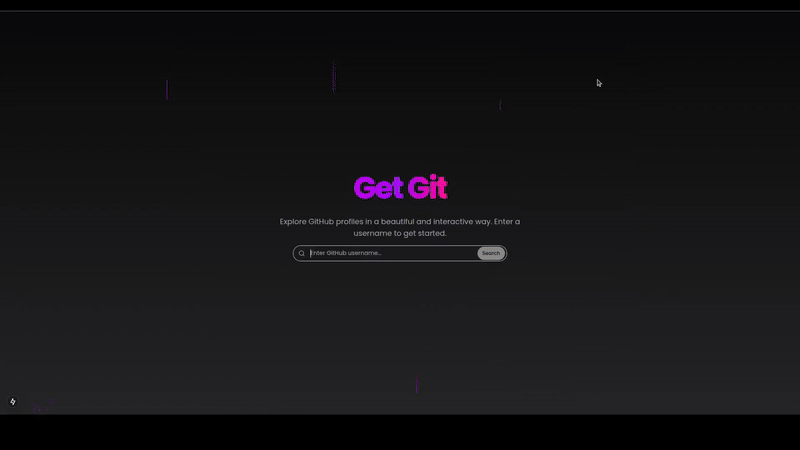 Get Git
Explore GitHub profiles in a beautiful and interactive way. Enter a
username to get started.
Enter GitHub username...
Search